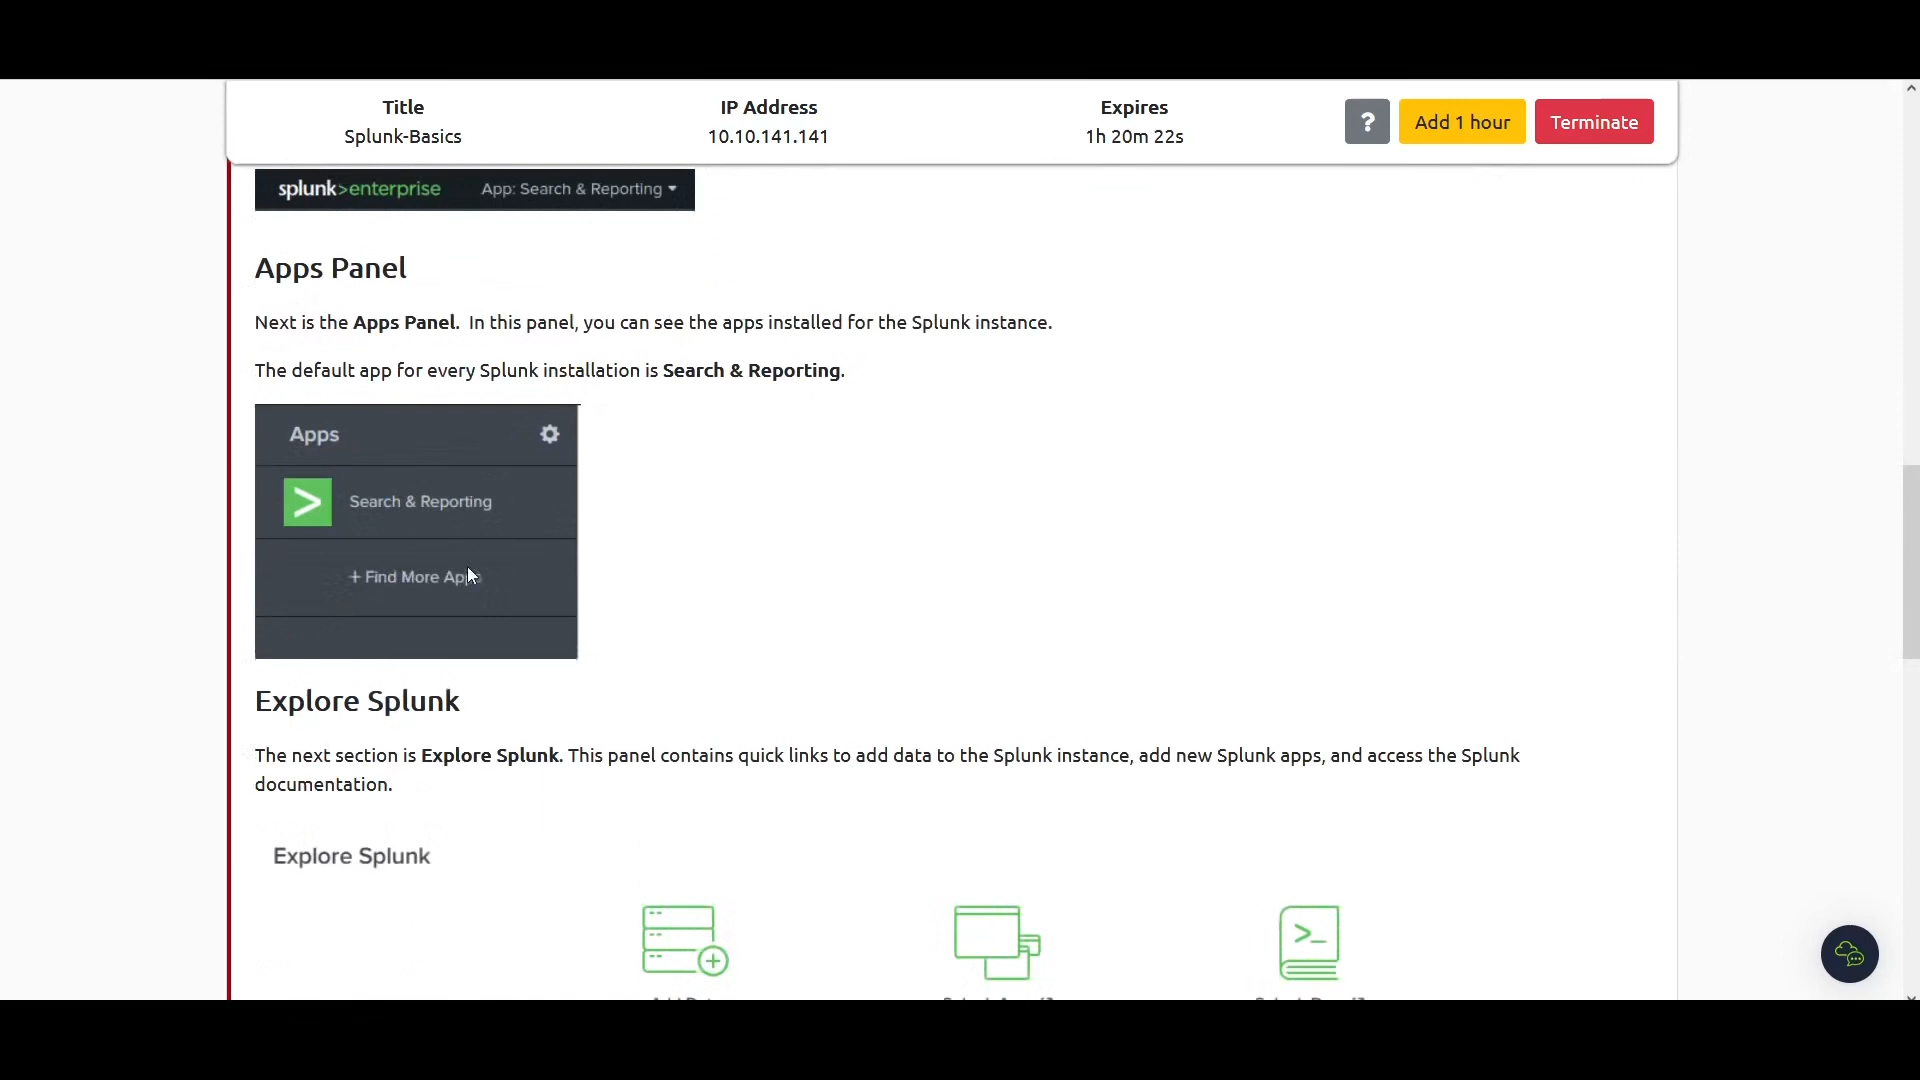 Title
Splunk-Basics
IP Address
10.10.141.141
Expires
1h 20m 22s
?
Add 1 hour
Terminate
splunk>enterprise App: Search & Reporting
Apps Panel
Next is the Apps Panel. In this panel, you can see the apps installed for the Splunk instance.
The default app for every Splunk installation is Search & Reporting.
Apps
Search & Reporting
+ Find More Apps
Explore Splunk
The next section is Explore Splunk. This panel contains quick links to add data to the Splunk instance, add new Splunk apps, and access the Splunk
documentation.
Explore Splunk